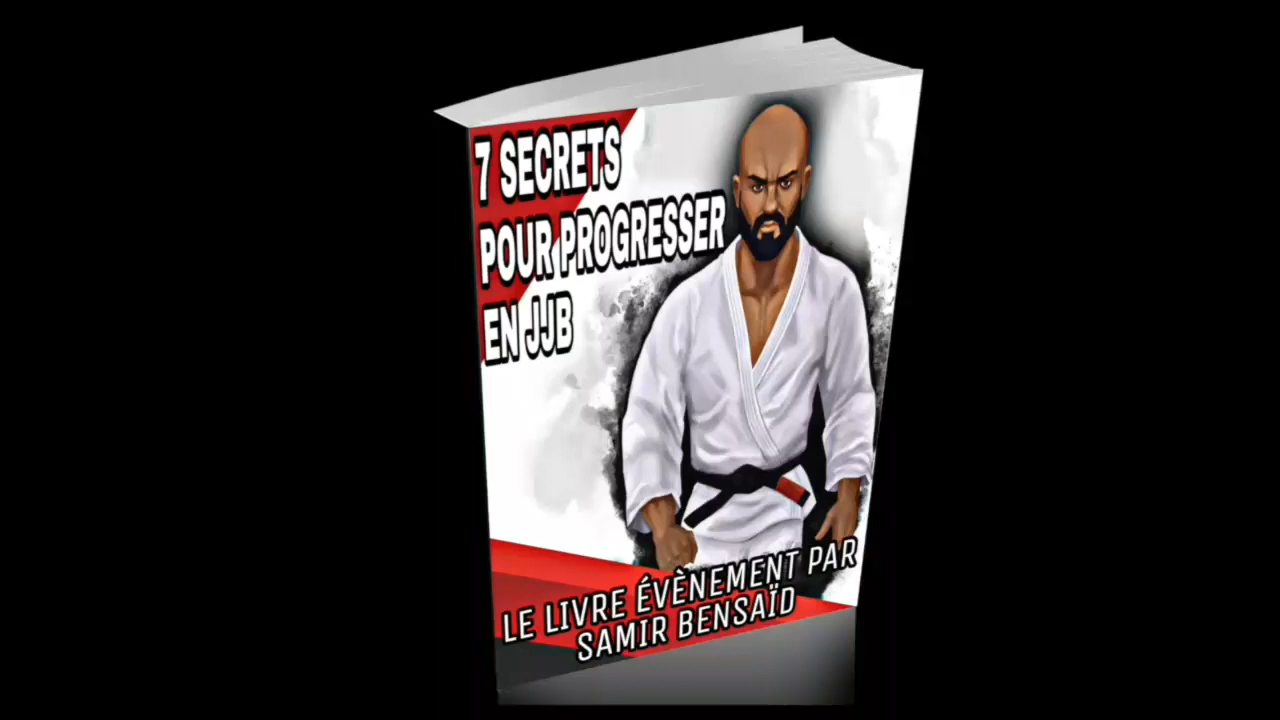 7 SECRETS
POUR PROGRESSER
EN JJB
LE LIVRE ÉVÈNEMENT PAR
SAMIR BENSAÏD